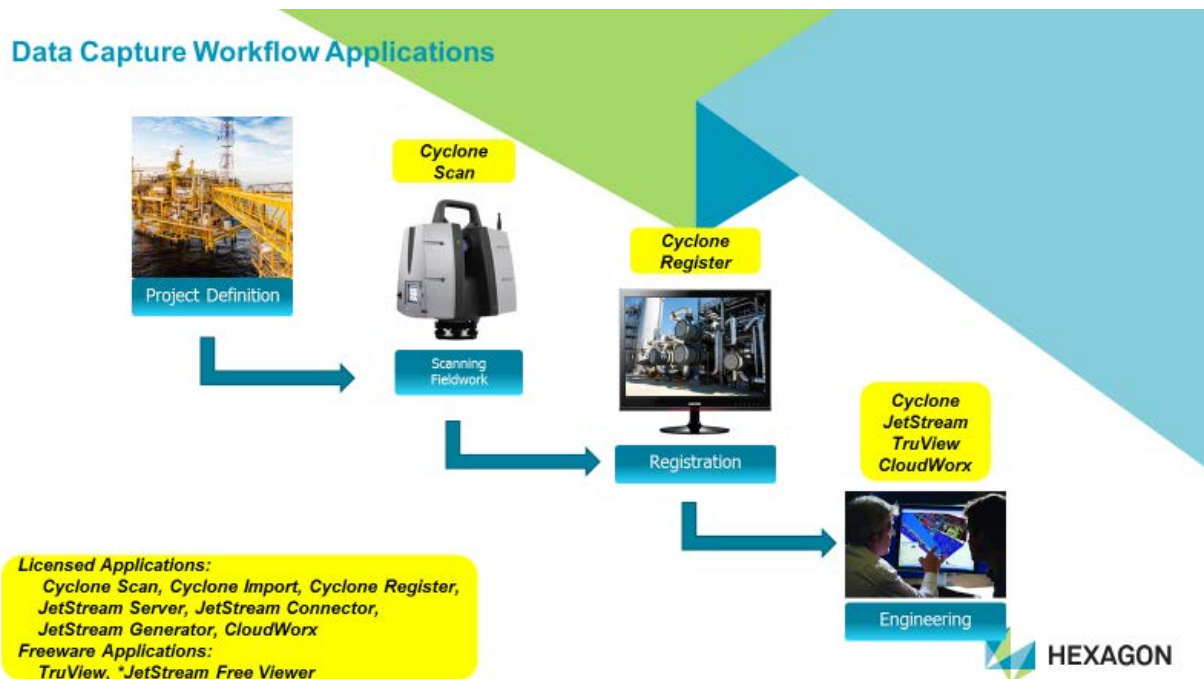 Data Capture Workflow Applications
Cyclone
Scan
Project Definition
Scanning
Fieldwork
Cyclone
Register
Registration
Cyclone
JetStream
TruView
CloudWorx
Engineering
Licensed Applications:
Cyclone Scan, Cyclone Import, Cyclone Register,
JetStream Server, JetStream Connector,
JetStream Generator, CloudWorx
Freeware Applications:
TruView, *JetStream Free Viewer
HEXAGON